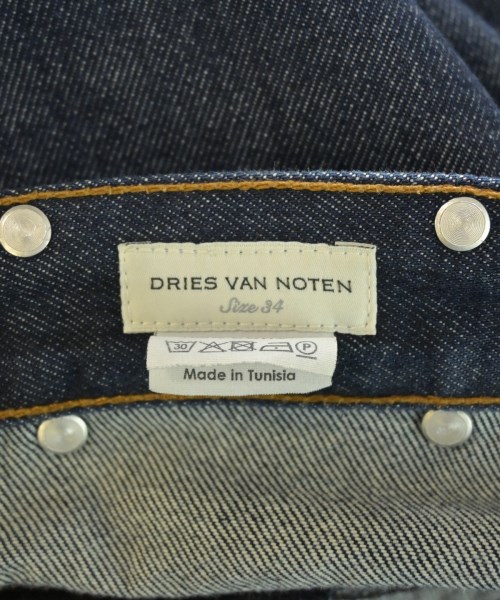 DRIES VAN NOTEN
Size 34
30 P
Made in Tunisia